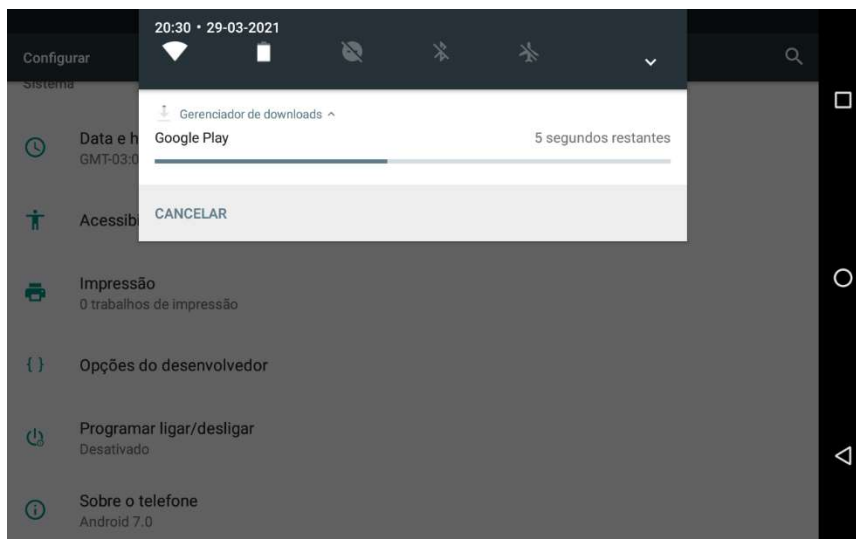 20:30 • 29-03-2021
Configurar
Sistema
Gerenciador de downloads
Google Play 5 segundos restantes
CANCELAR
Data e h
GMT-03:0
Acessibi
Impressão
0 trabalhos de impressão
{ } Opções do desenvolvedor
Programar ligar/desligar
Desativado
Sobre o telefone
Android 7.0